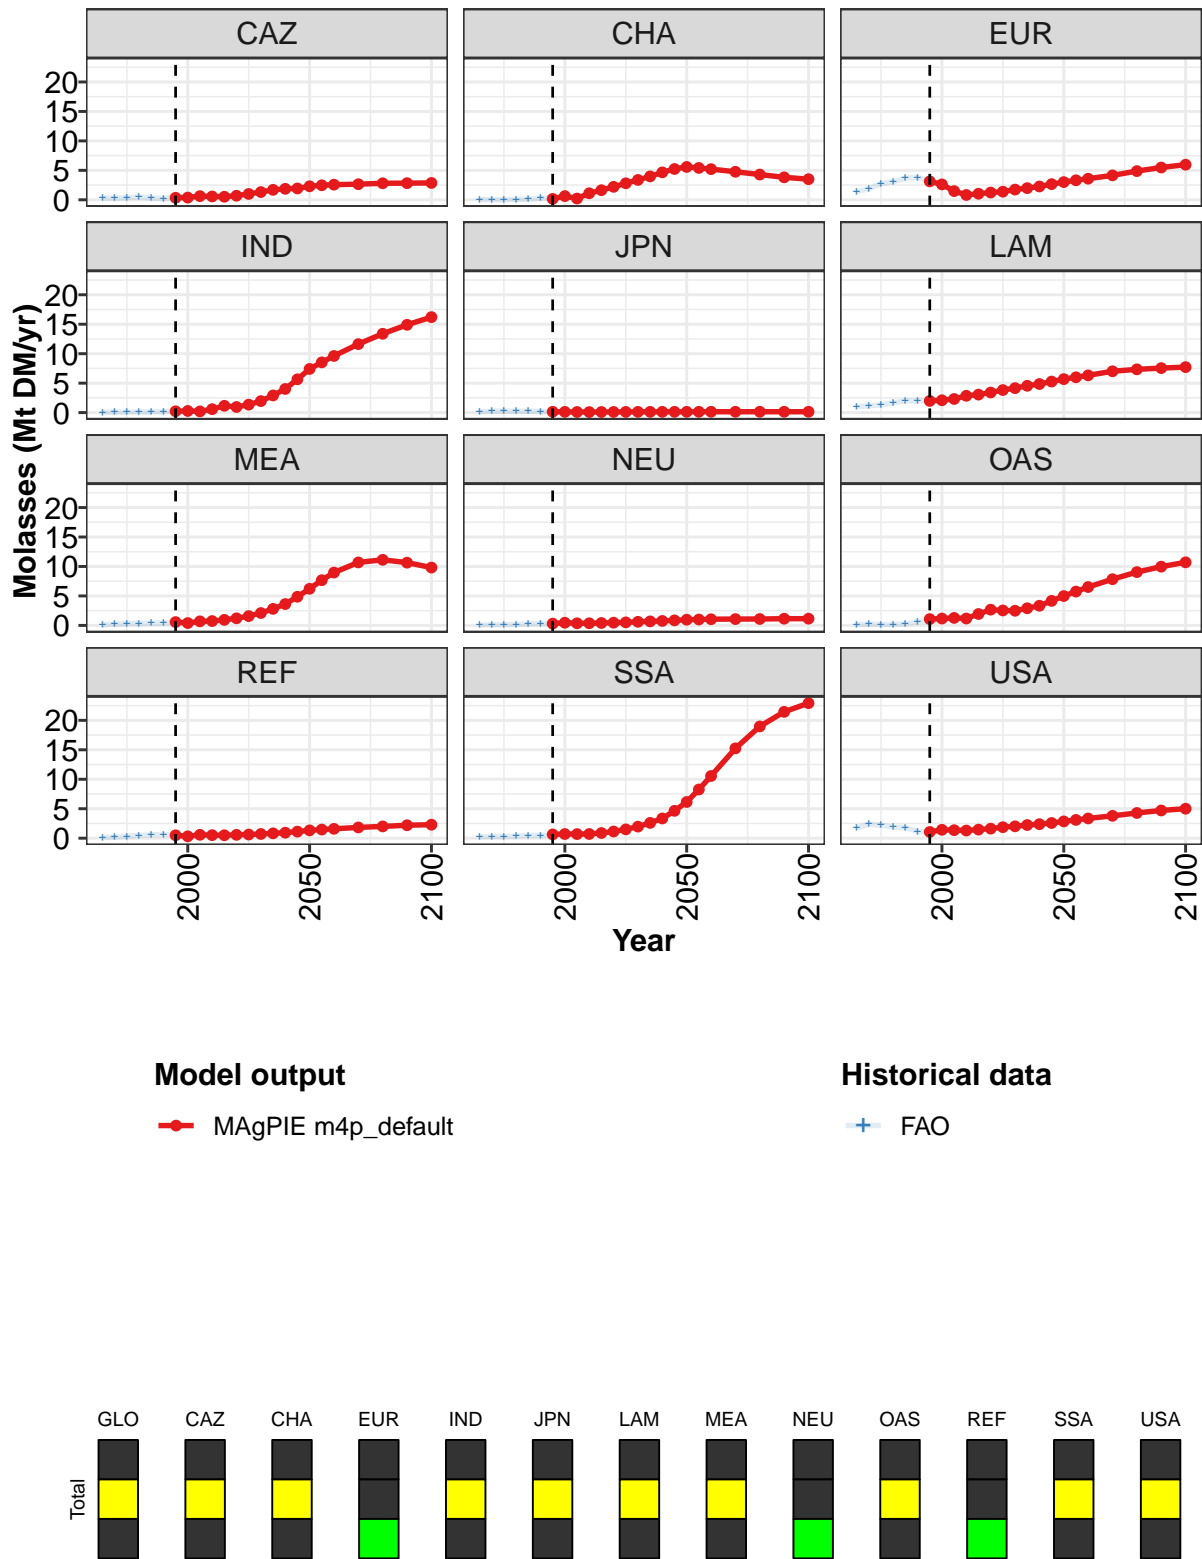 CAZ CHA EUR
20
15
10
5
0
IND JPN LAM
20
15
10
5
0
MEA NEU OAS
20
15
10
5
0
REF SSA USA
20
15
10
5
0
Molasses (Mt DM/yr)
2000 2050 2100 2000 2050 2100 2000 2050 2100
Year
Model output Historical data
MAgPIE m4p_default FAO
GLO CAZ CHA EUR IND JPN LAM MEA NEU OAS REF SSA USA
Total